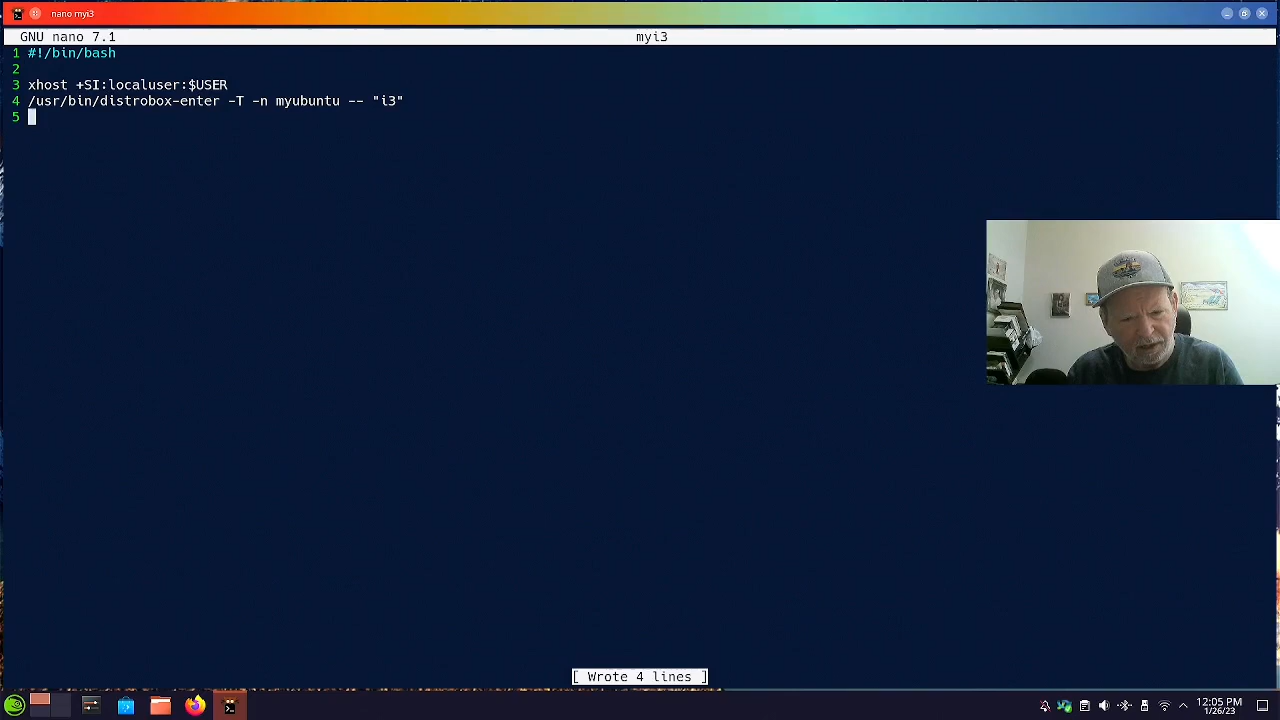 nano myi3
GNU nano 7.1 myi3
1 #!/bin/bash
2
3 xhost +SI:localuser:$USER
4 /usr/bin/distrobox-enter -T -n myubuntu -- "i3"
5
[ Wrote 4 lines ]
12:05 PM
1/26/23